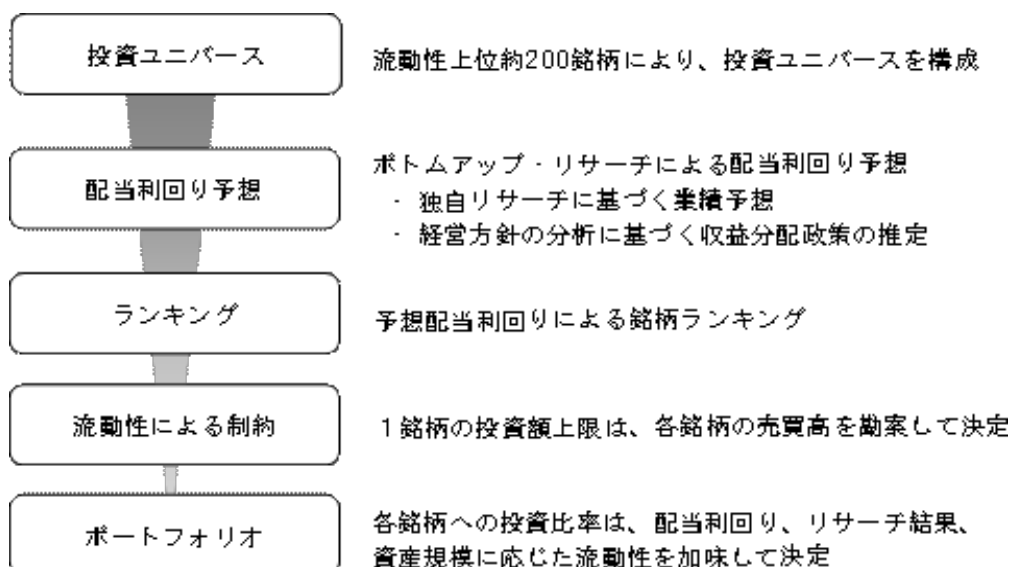 投資ユニバース
流動性上位約200銘柄により、投資ユニバースを構成
配当利回り予想
ボトムアップ・リサーチによる配当利回り予想
・ 独自リサーチに基づく業績予想
・ 経営方針の分析に基づく収益分配政策の推定
ランキング
予想配当利回りによる銘柄ランキング
流動性による制約
１銘柄の投資額上限は、各銘柄の売買高を勘案して決定
ポートフォリオ
各銘柄への投資比率は、配当利回り、リサーチ結果、
資産規模に応じた流動性を加味して決定